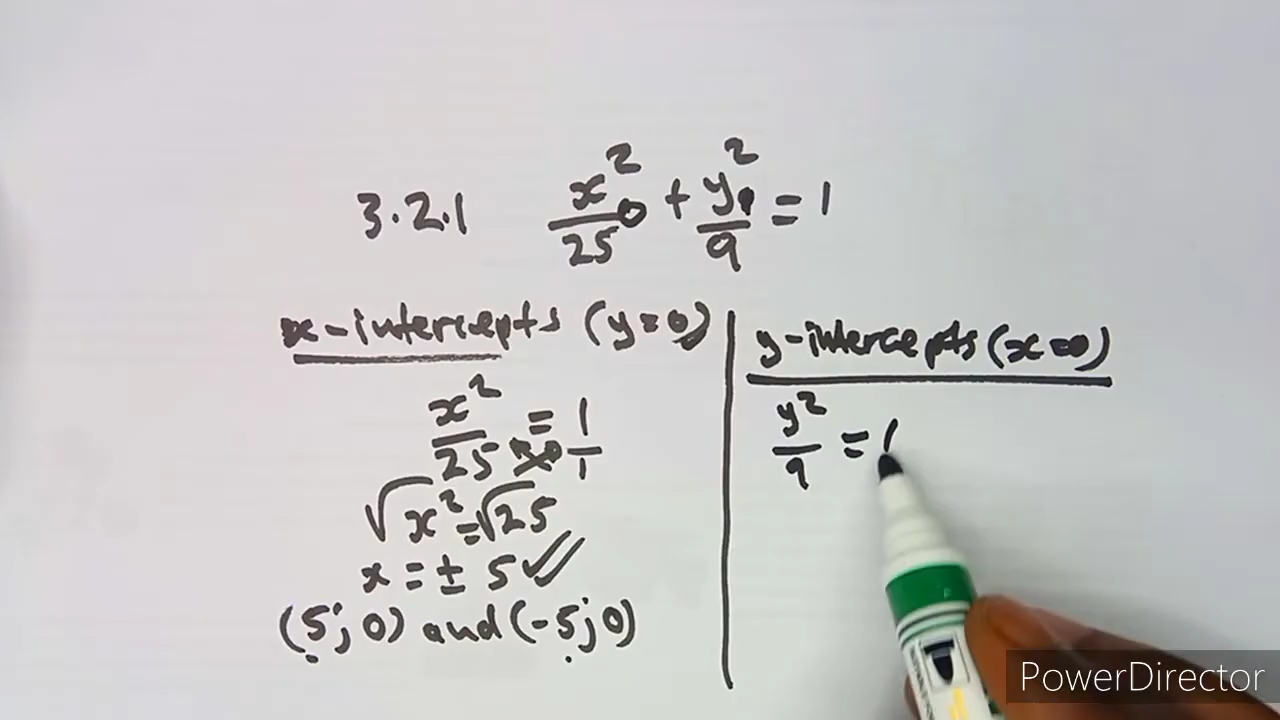 3.2.1 x²/25 + y²/9 = 1
x-intercepts (y=0)
x²/25 = 1/1
√x² = √25
x = ± 5 ✓✓
(5;0) and (-5;0)
y-intercepts (x=0)
y²/9 = 1
PowerDirector